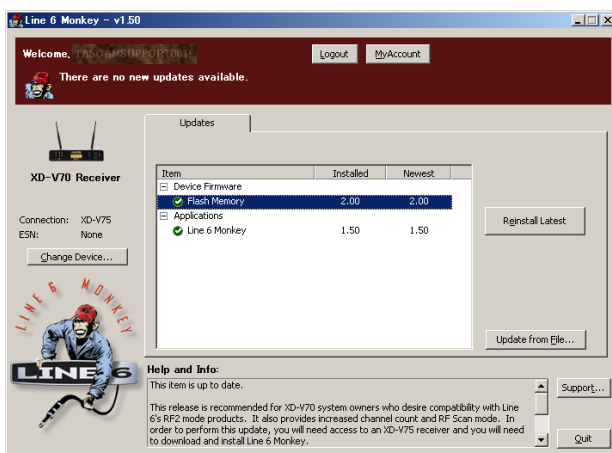 Line 6 Monkey - v1.50
Welcome, TASCAMSUPPORT001!
Logout
MyAccount
There are no new updates available.
Updates
XD-V70 Receiver
Connection: XD-V75
ESN: None
Change Device...
Item Installed Newest
Device Firmware
Flash Memory 2.00 2.00
Applications
Line 6 Monkey 1.50 1.50
Reinstall Latest
Update from File...
LINE 6 MONKEY
LINE 6
Help and Info:
This item is up to date.
This release is recommended for XD-V70 system owners who desire compatibility with Line
6's RF2 mode products. It also provides increased channel count and RF Scan mode. In
order to perform this update, you will need access to an XD-V75 receiver and you will need
to download and install Line 6 Monkey.
Support...
Quit